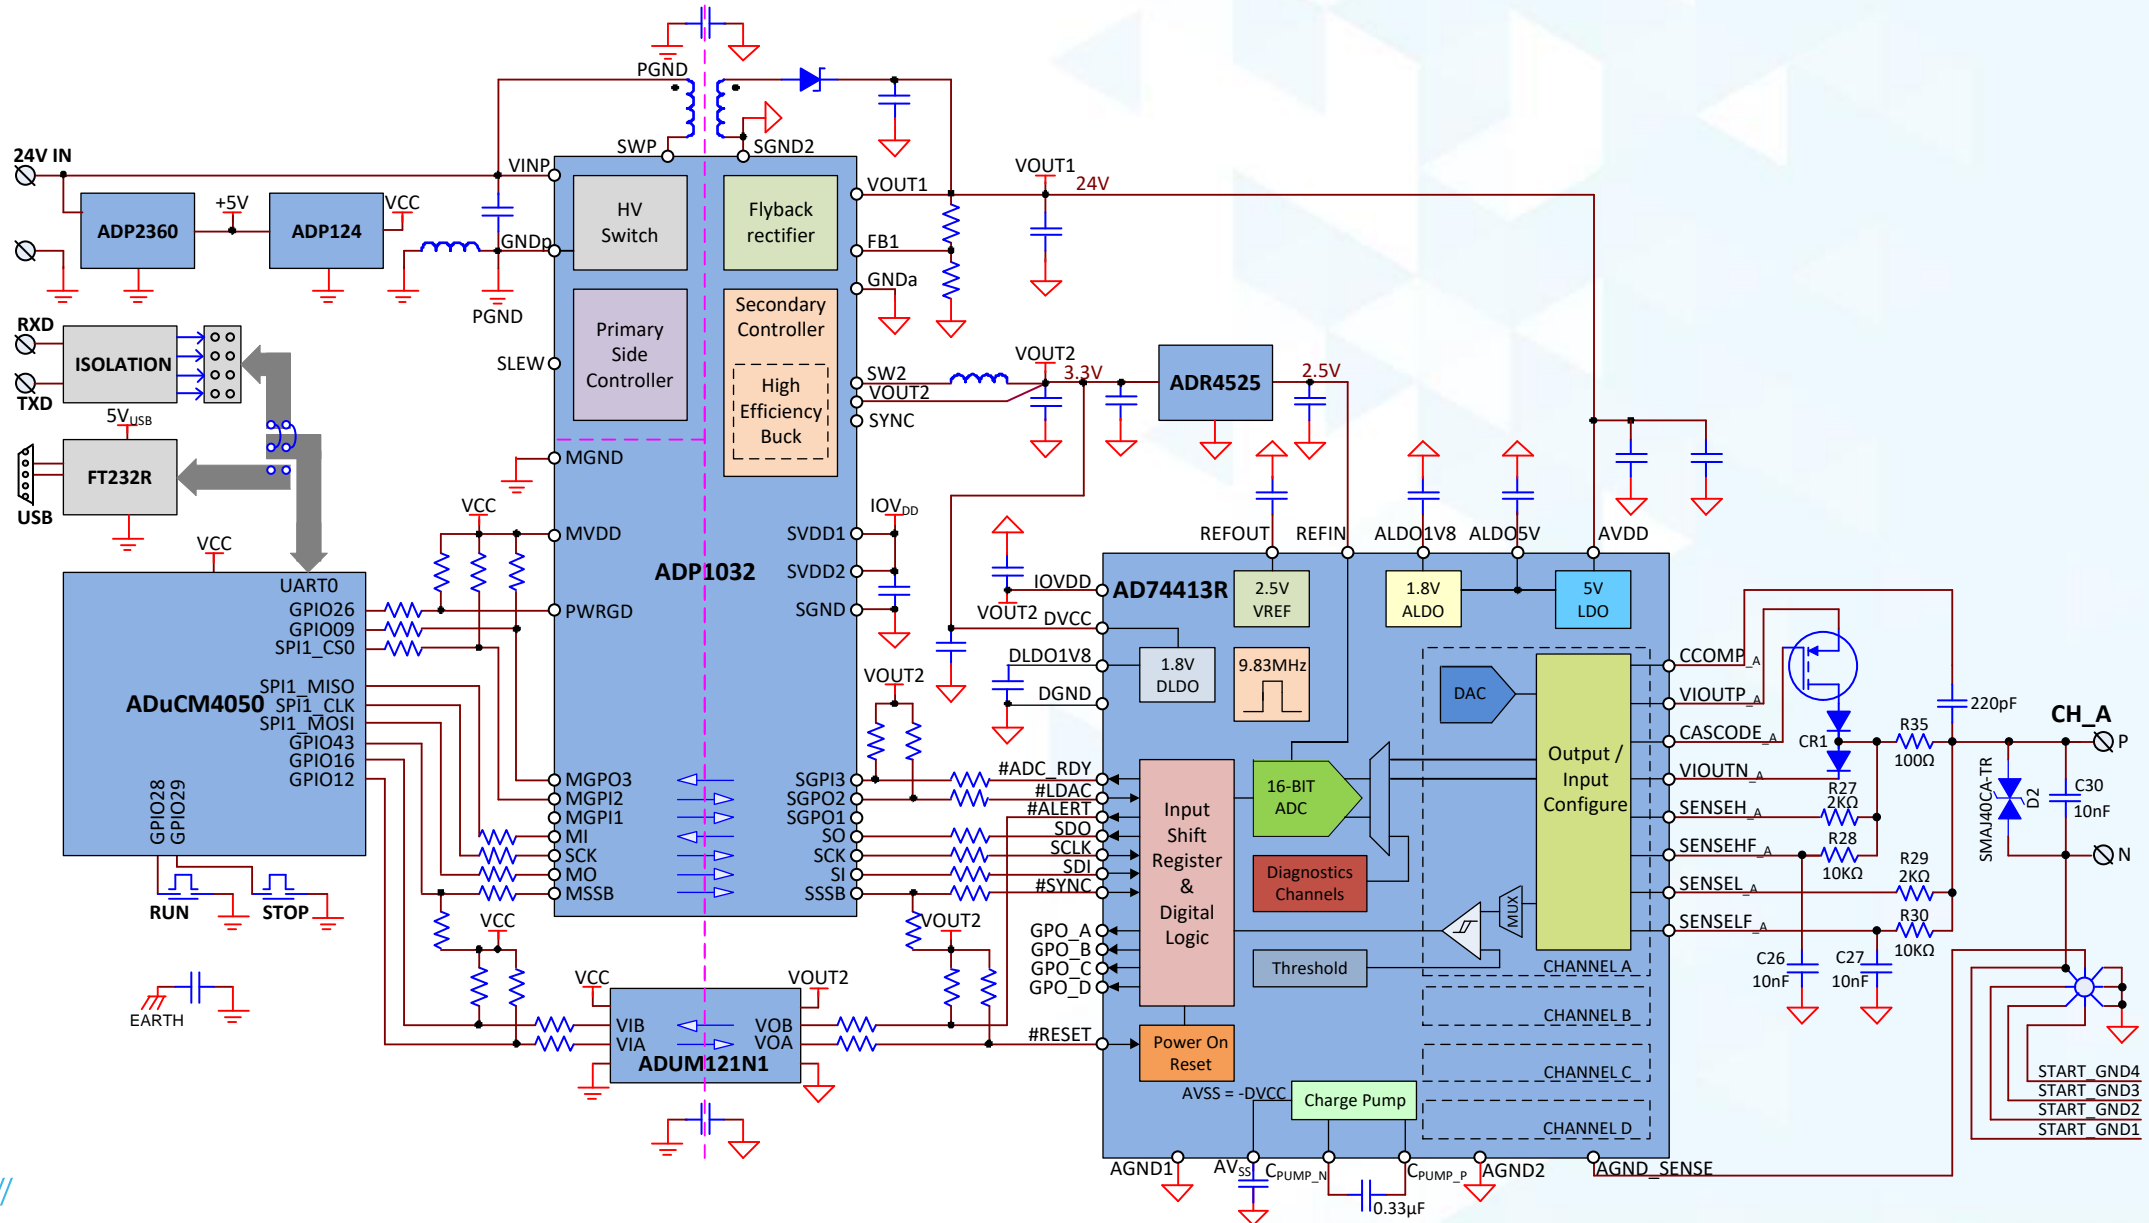 PGND
SWP
SGND2
24V IN
VINP
ADP2360
+5V
ADP124
VCC
GNDp
PGND
HV
Switch
Flyback
rectifier
VOUT1
FB1
GNDa
VOUT1
24V
RXD
TXD
ISOLATION
5VUSB
FT232R
USB
SLEW
Primary
Side
Controller
Secondary
Controller
High
Efficiency
Buck
SW2
VOUT2
SYNC
VOUT2
3.3V
ADR4525
2.5V
MGND
VCC
MVDD
PWRGD
ADP1032
IOVDD
SVDD1
SVDD2
SGND
VOUT2
VCC
UART0
GPIO26
GPIO09
SPI1_CS0
SPI1_MISO
SPI1_CLK
SPI1_MOSI
GPIO43
GPIO16
GPIO12
ADuCM4050
GPIO28
GPIO29
RUN
STOP
EARTH
MGPO3
MGPI2
MGPI1
MI
SCK
MO
MSSB
SGPI3
SGPO2
SGPO1
SO
SCK
SI
SSSB
VCC
VOUT2
VCC
VOUT2
VIB
VIA
VOB
VOA
ADUM121N1
REFOUT
REFIN
ALDO1V8
ALDO5V
AVDD
IOVDD
VOUT2
DVCC
DLDO1V8
DGND
#ADC_RDY
#LDAC
#ALERT
SDO
SCLK
SDI
#SYNC
GPO_A
GPO_B
GPO_C
GPO_D
#RESET
AD74413R
2.5V
VREF
1.8V
ALDO
5V
LDO
1.8V
DLDO
9.83MHz
DAC
16-BIT
ADC
Output /
Input
Configure
Input
Shift
Register
&
Digital
Logic
Diagnostics
Channels
MUX
Threshold
CHANNEL A
CHANNEL B
CHANNEL C
CHANNEL D
Power On
Reset
AVSS = -DVCC
Charge Pump
AGND1
AVSS
CPUMP_N
CPUMP_P
0.33µF
AGND2
AGND_SENSE
CCOMP_A
VIOUTP_A
CASCODE_A
VIOUTN_A
SENSEH_A
SENSEHF_A
SENSEL_A
SENSELF_A
CR1
R35
100Ω
220pF
CH_A
P
N
R27
2KΩ
R28
10KΩ
R29
2KΩ
R30
10KΩ
SMAJ40CA-TR
D2
C30
10nF
C26
10nF
C27
10nF
START_GND4
START_GND3
START_GND2
START_GND1